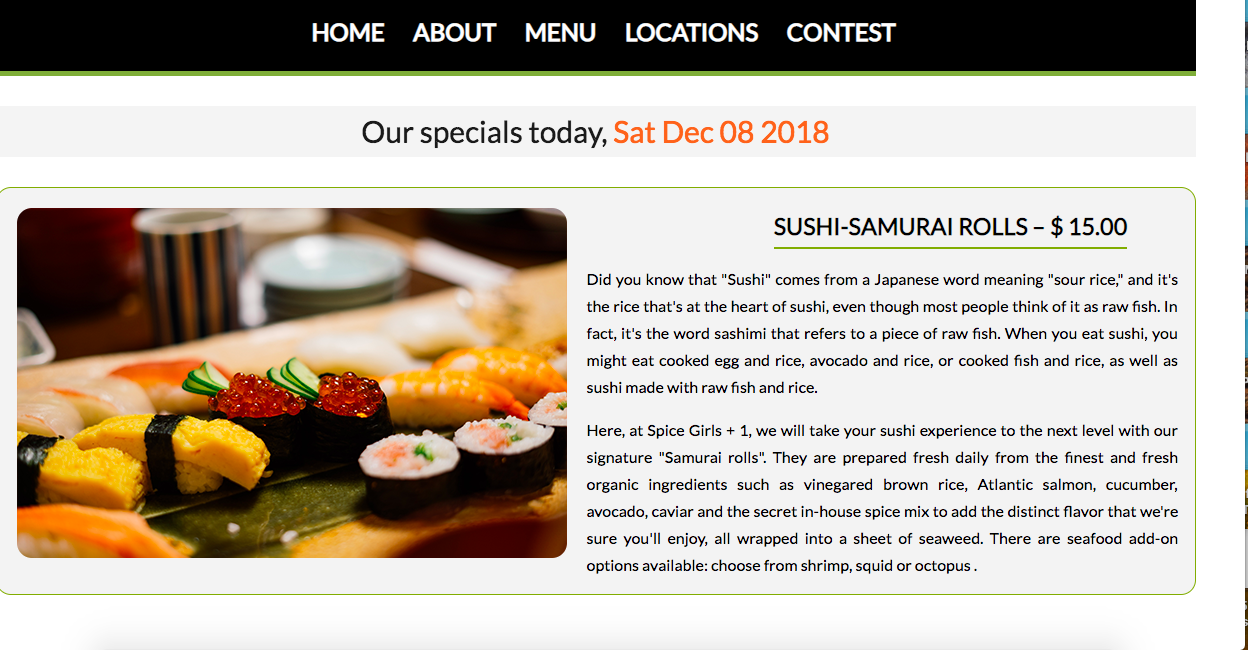 HOME ABOUT MENU LOCATIONS CONTEST
Our specials today, Sat Dec 08 2018
SUSHI-SAMURAI ROLLS – $ 15.00
Did you know that "Sushi" comes from a Japanese word meaning "sour rice," and it's
the rice that's at the heart of sushi, even though most people think of it as raw fish. In
fact, it's the word sashimi that refers to a piece of raw fish. When you eat sushi, you
might eat cooked egg and rice, avocado and rice, or cooked fish and rice, as well as
sushi made with raw fish and rice.
Here, at Spice Girls + 1, we will take your sushi experience to the next level with our
signature "Samurai rolls". They are prepared fresh daily from the finest and fresh
organic ingredients such as vinegared brown rice, Atlantic salmon, cucumber,
avocado, caviar and the secret in-house spice mix to add the distinct flavor that we're
sure you'll enjoy, all wrapped into a sheet of seaweed. There are seafood add-on
options available: choose from shrimp, squid or octopus .